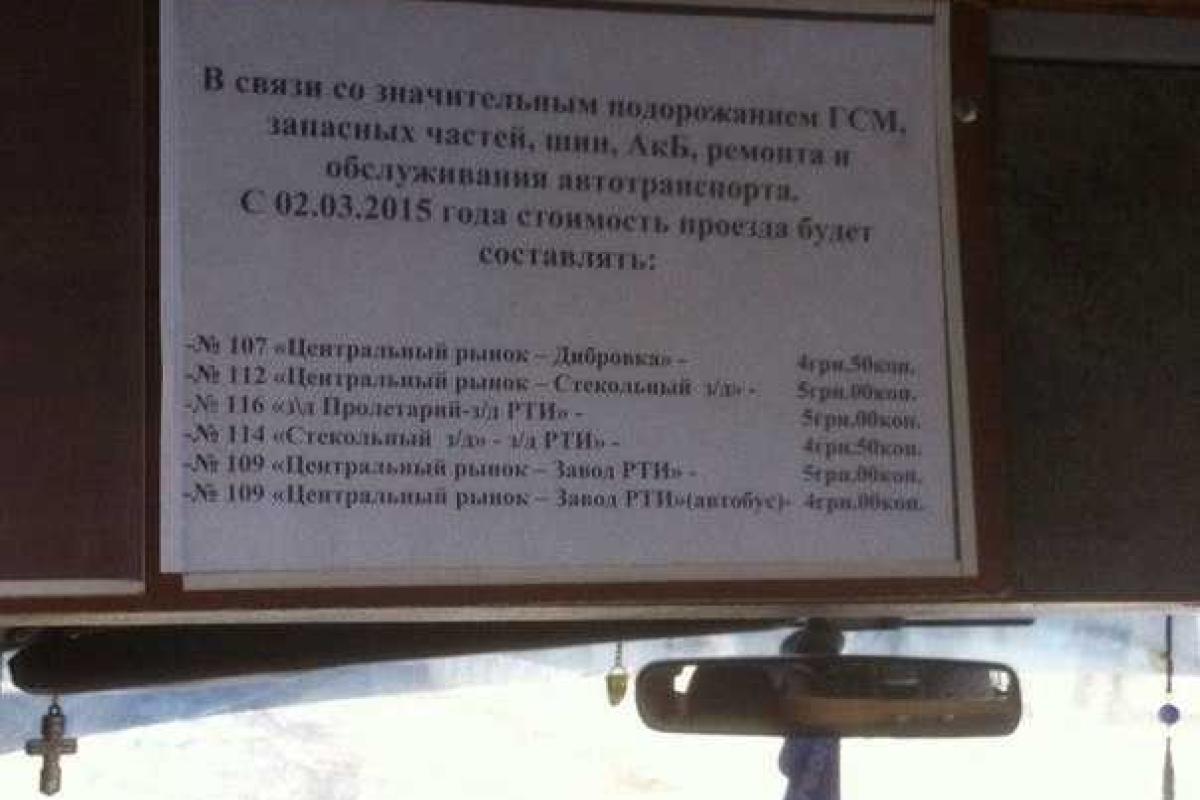 В связи со значительным подорожанием ГСМ,
запасных частей, шин, АкБ, ремонта и
обслуживания автотранспорта.
С 02.03.2015 года стоимость проезда будет
составлять:
-№ 107 «Центральный рынок – Дибровка» - 4грн.50коп.
-№ 112 «Центральный рынок – Стекольный з/д» - 5грн.00коп.
-№ 116 «з\д Пролетарий-з/д РТИ» - 5грн.00коп.
-№ 114 «Стекольный з/д» - з/д РТИ» - 4грн.50коп.
-№ 109 «Центральный рынок – Завод РТИ» - 5грн.00коп.
-№ 109 «Центральный рынок – Завод РТИ»(автобус)- 4грн.00коп.